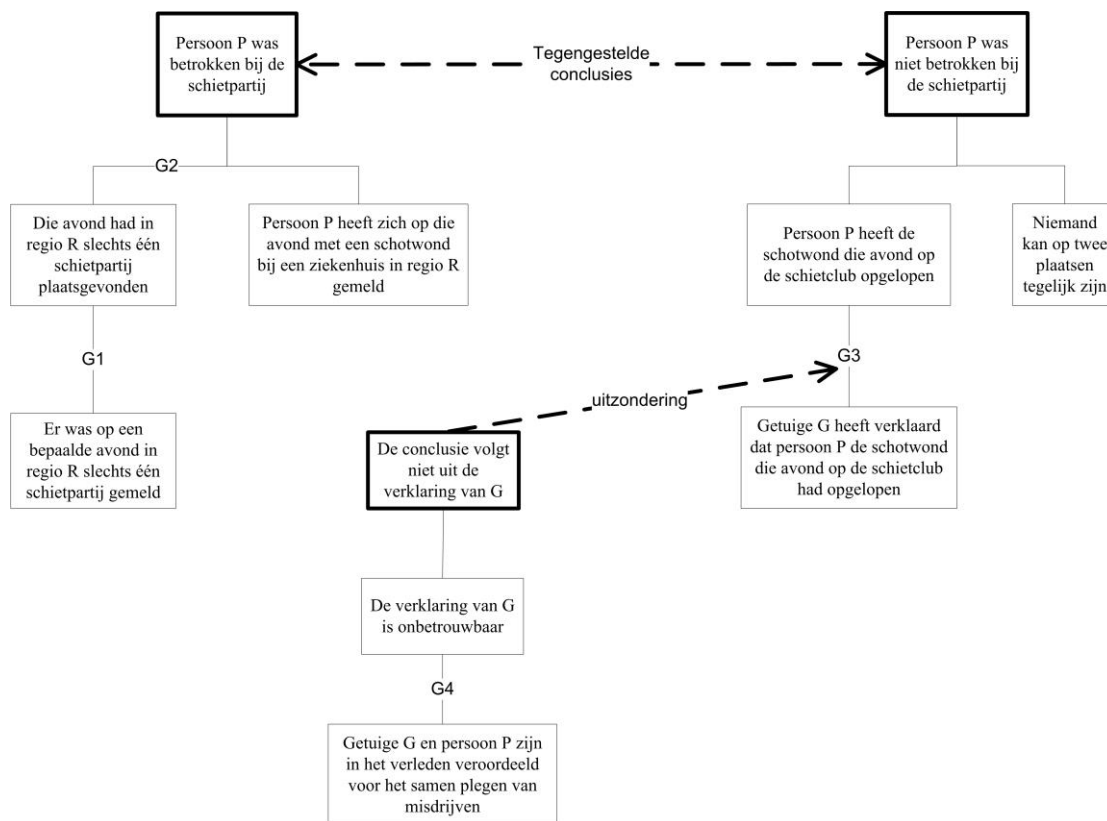 Persoon P was
betrokken bij de
schietpartij
Tegengestelde
conclusies
Persoon P was
niet betrokken bij
de schietpartij
G2
Die avond had in
regio R slechts één
schietpartij
plaatsgevonden
Persoon P heeft zich op die
avond met een schotwond
bij een ziekenhuis in regio R
gemeld
Persoon P heeft de
schotwond die avond op
de schietclub opgelopen
Niemand
kan op twee
plaatsen
tegelijk zijn
G1
G3
uitzondering
Er was op een
bepaalde avond in
regio R slechts één
schietpartij gemeld
De conclusie volgt
niet uit de
verklaring van G
Getuige G heeft verklaard
dat persoon P de schotwond
die avond op de schietclub
had opgelopen
De verklaring van G
is onbetrouwbaar
G4
Getuige G en persoon P zijn
in het verleden veroordeeld
voor het samen plegen van
misdrijven